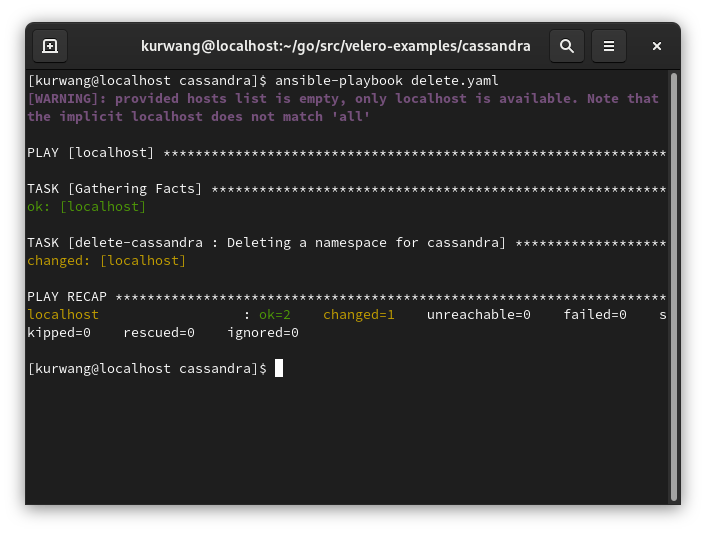 kurwang@localhost:~/go/src/velero-examples/cassandra
[kurwang@localhost cassandra]$ ansible-playbook delete.yaml
[WARNING]: provided hosts list is empty, only localhost is available. Note that
the implicit localhost does not match 'all'
PLAY [localhost] ***************************************************************
TASK [Gathering Facts] *********************************************************
ok: [localhost]
TASK [delete-cassandra : Deleting a namespace for cassandra] *******************
changed: [localhost]
PLAY RECAP *********************************************************************
localhost                  : ok=2    changed=1    unreachable=0    failed=0    s
kipped=0    rescued=0    ignored=0
[kurwang@localhost cassandra]$